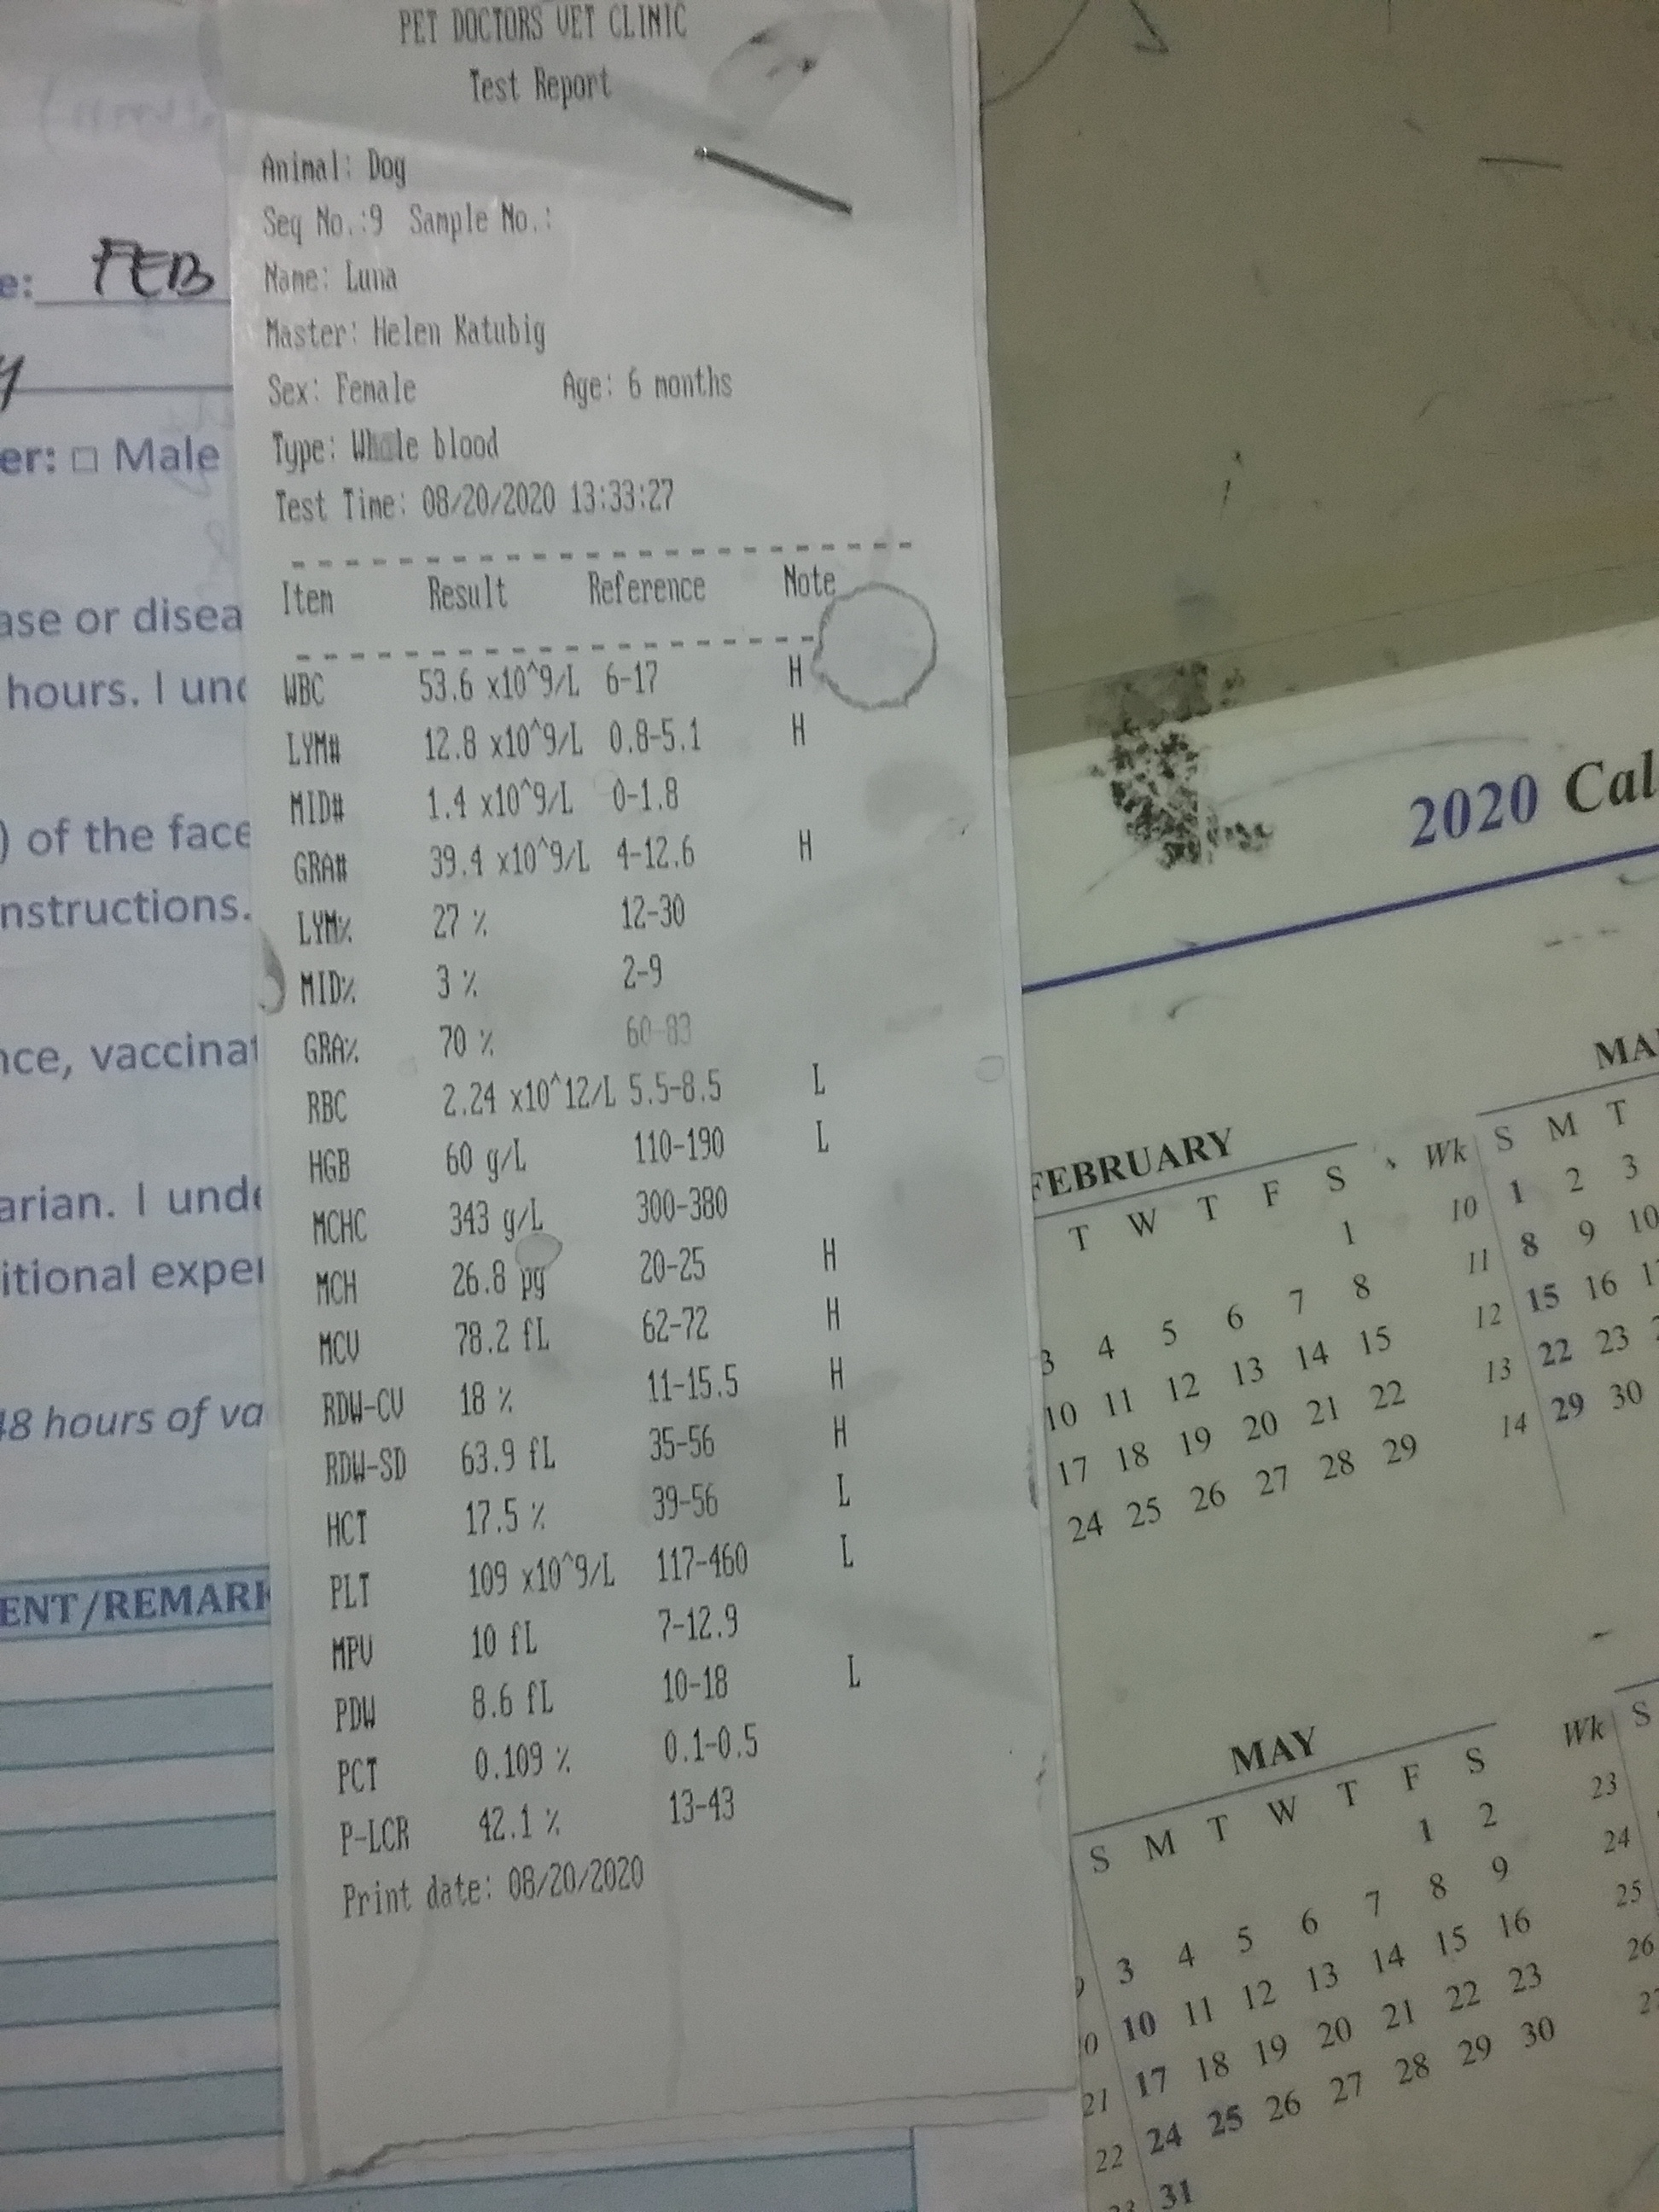 PET DOCTORS VET CLINIC
Test Report
Animal: Dog
Seq No.:9 Sample No.:
Name: Luna
Master: Helen Katubig
Sex: Female Age: 6 months
Type: Whole blood
Test Time: 08/20/2020 13:33:27
Item Result Reference Note
WBC 53.6 x10^9/L 6-17 H
LYM# 12.8 x10^9/L 0.8-5.1 H
MID# 1.4 x10^9/L 0-1.8
GRA# 39.4 x10^9/L 4-12.6 H
LYM% 27 % 12-30
MID% 3 % 2-9
GRA% 70 % 60-83
RBC 2.24 x10^12/L 5.5-8.5 L
HGB 60 g/L 110-190 L
MCHC 343 g/L 300-380
MCH 26.8 pg 20-25 H
MCV 78.2 fL 62-72 H
RDW-CV 18 % 11-15.5 H
RDW-SD 63.9 fL 35-56 H
HCT 17.5 % 39-56 L
PLT 109 x10^9/L 117-460 L
MPV 10 fL 7-12.9
PDW 8.6 fL 10-18 L
PCT 0.109 % 0.1-0.5
P-LCR 42.1 % 13-43
Print date: 08/20/2020
e: FEB
er: □ Male
ase or disea
hours. I und
) of the face
nstructions.
nce, vaccinat
arian. I unde
itional exper
48 hours of va
ENT/REMARK
2020 Cal
FEBRUARY
T W T F S
1
3 4 5 6 7 8
10 11 12 13 14 15
17 18 19 20 21 22
24 25 26 27 28 29
MA
Wk S M T
10 1 2 3
11 8 9 10
12 15 16
13 22 23
14 29 30
MAY
S M T W T F S
1 2
3 4 5 6 7 8 9
10 11 12 13 14 15 16
21 17 18 19 20 21 22 23
22 24 25 26 27 28 29 30
31
Wk S
23
24
25
26